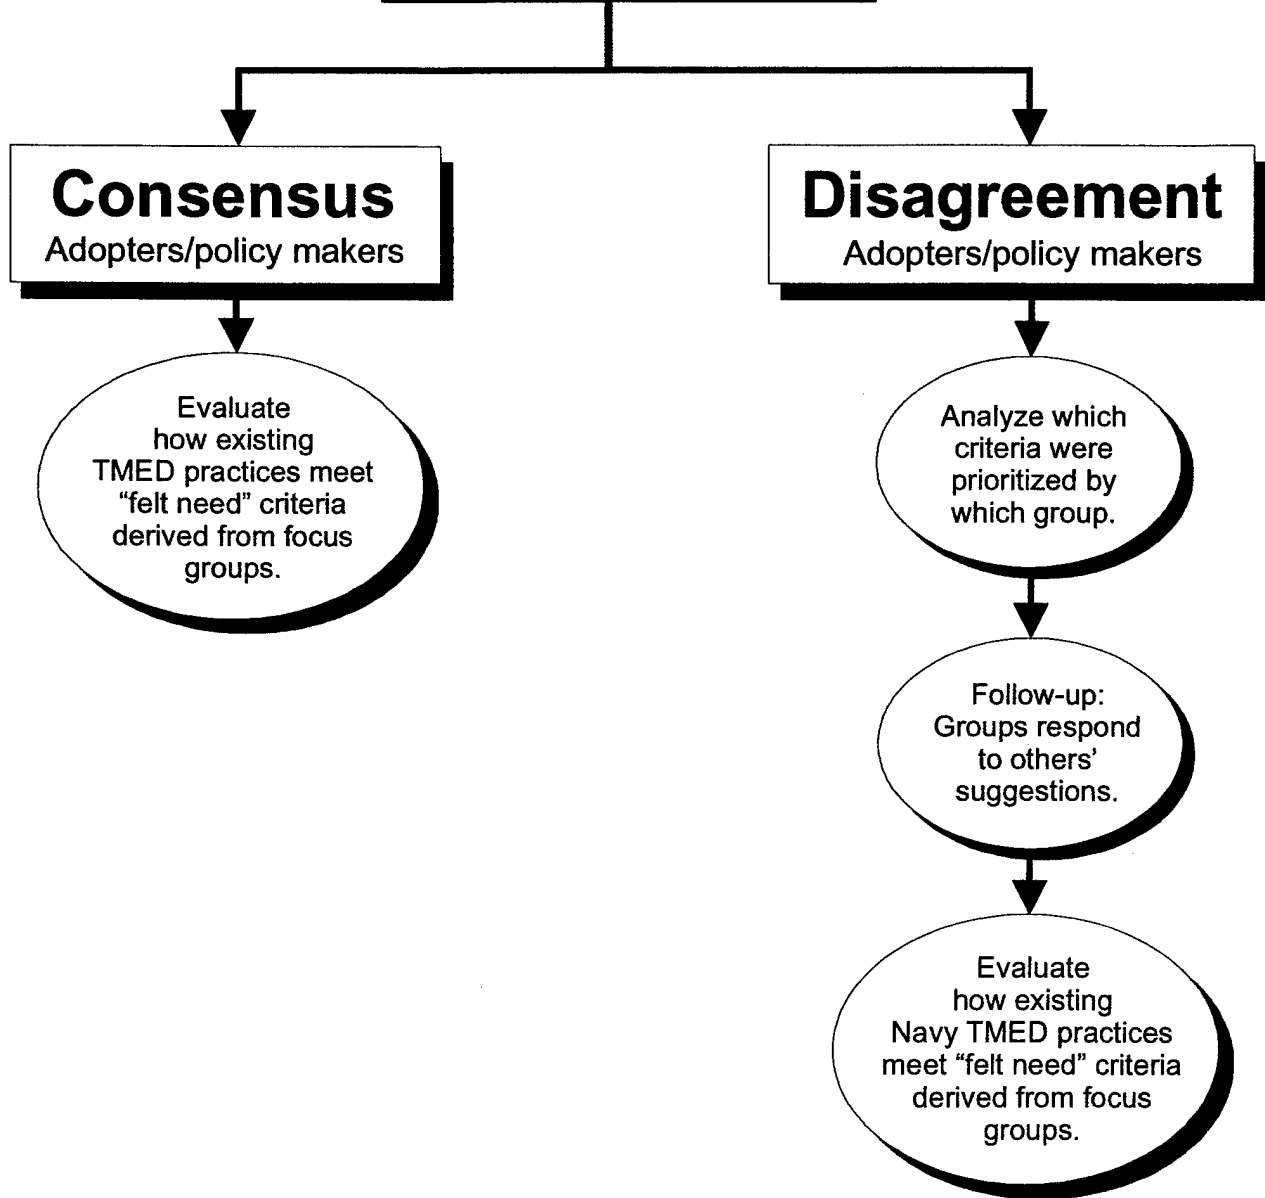 Consensus
Adopters/policy makers
Evaluate
how existing
TMED practices meet
“felt need” criteria
derived from focus
groups.
Disagreement
Adopters/policy makers
Analyze which
criteria were
prioritized by
which group.
Follow-up:
Groups respond
to others’
suggestions.
Evaluate
how existing
Navy TMED practices
meet “felt need” criteria
derived from focus
groups.